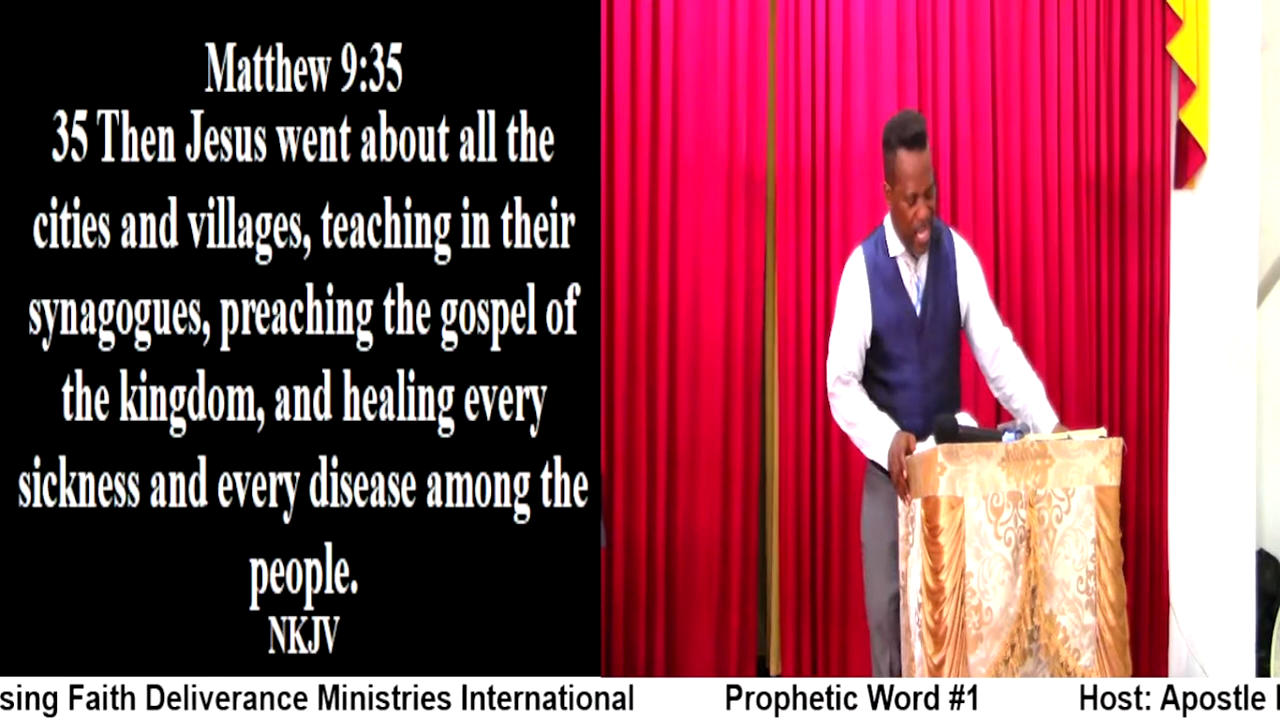 Matthew 9:35
35 Then Jesus went about all the
cities and villages, teaching in their
synagogues, preaching the gospel of
the kingdom, and healing every
sickness and every disease among the
people.
NKJV
sing Faith Deliverance Ministries International Prophetic Word #1 Host: Apostle